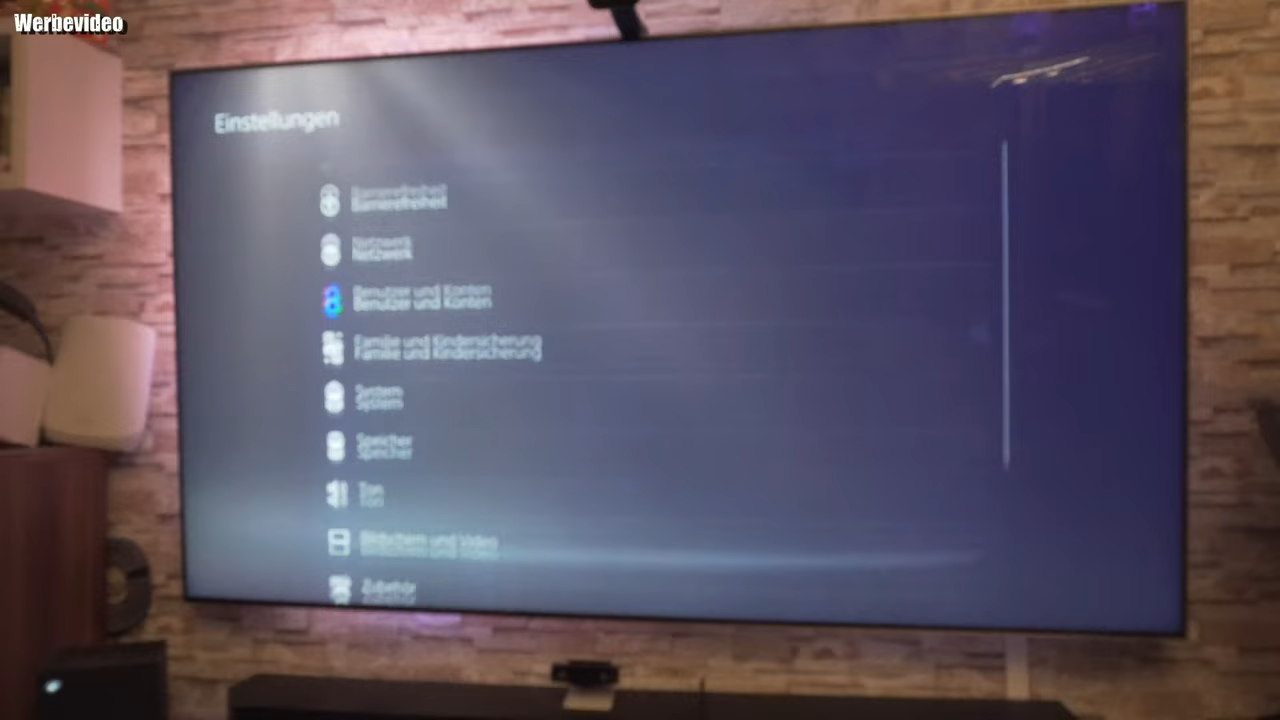 Werbevideo
Einstellungen
Barrierefreiheit
Netzwerk
Benutzer und Konten
Familie und Kindersicherung
System
Speicher
Ton
Bildschirm und Video
Zubehör